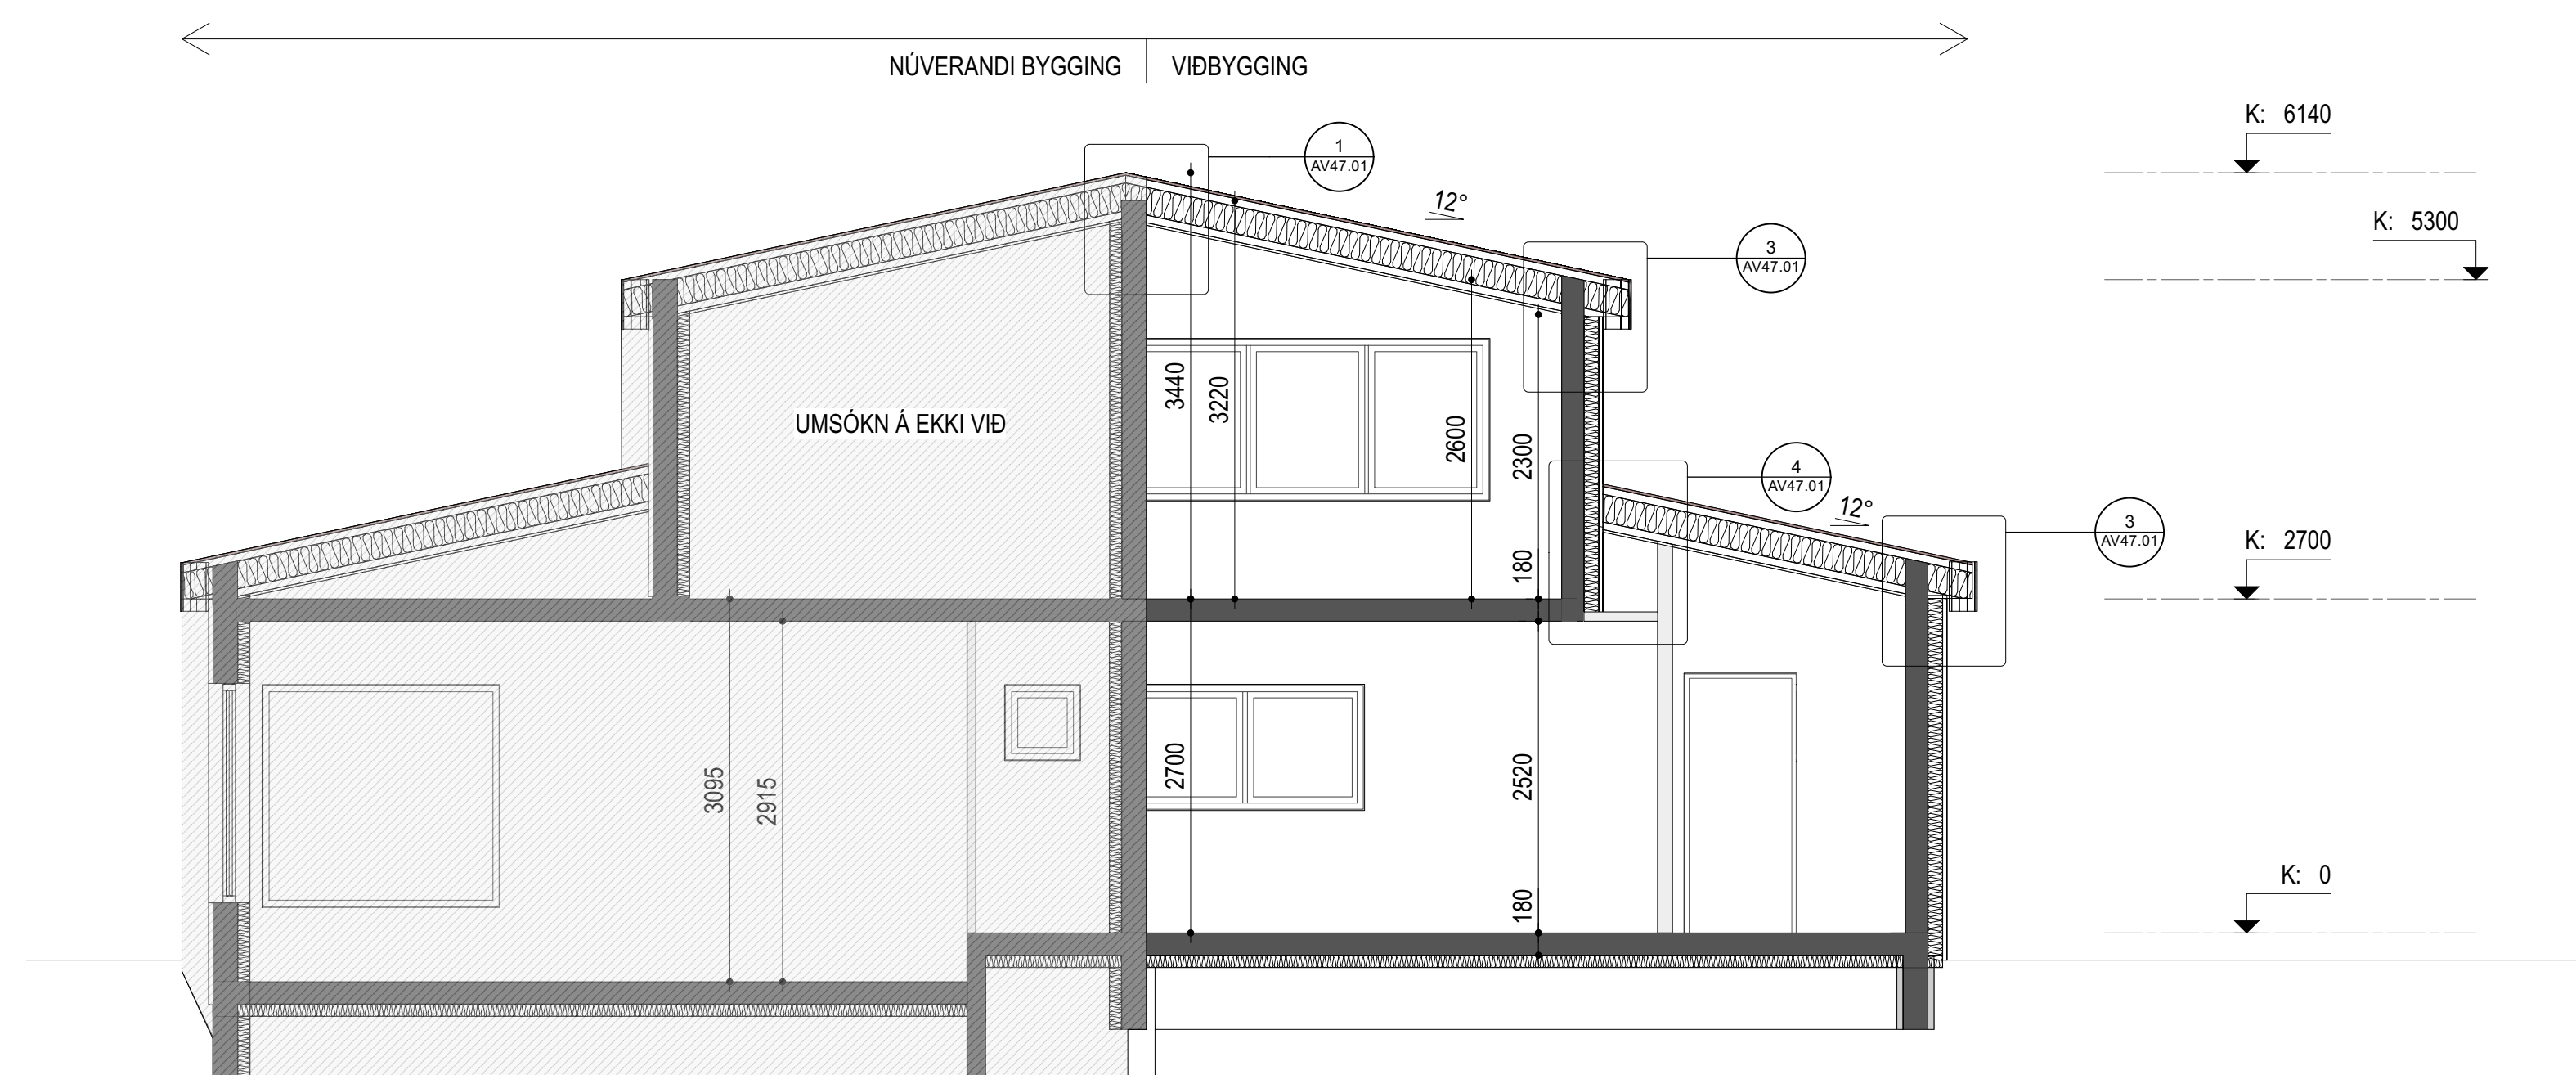 NÚVERANDI BYGGING
VIÐBYGGING
K: 6140
1
AV47.01
12°
K: 5300
3
AV47.01
UMSÓKN Á EKKI VIÐ
3440
3220
2600
2300
180
4
AV47.01
12°
3
AV47.01
K: 2700
3095
2915
2700
2520
180
K: 0